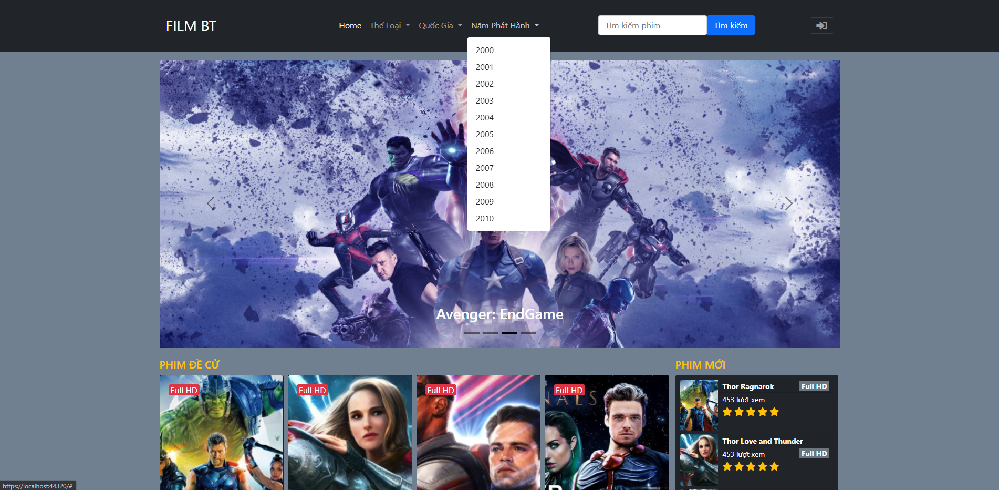 FILM BT
Home
Thể Loại
Quốc Gia
Năm Phát Hành
Tìm kiếm phim
Tìm kiếm
2000
2001
2002
2003
2004
2005
2006
2007
2008
2009
2010
Avenger: EndGame
PHIM ĐỀ CỬ
PHIM MỚI
Full HD
Full HD
Full HD
Full HD
NALS
Thor Ragnarok
Full HD
453 lượt xem
Thor Love and Thunder
453 lượt xem
Full HD
https://localhost:44320/#